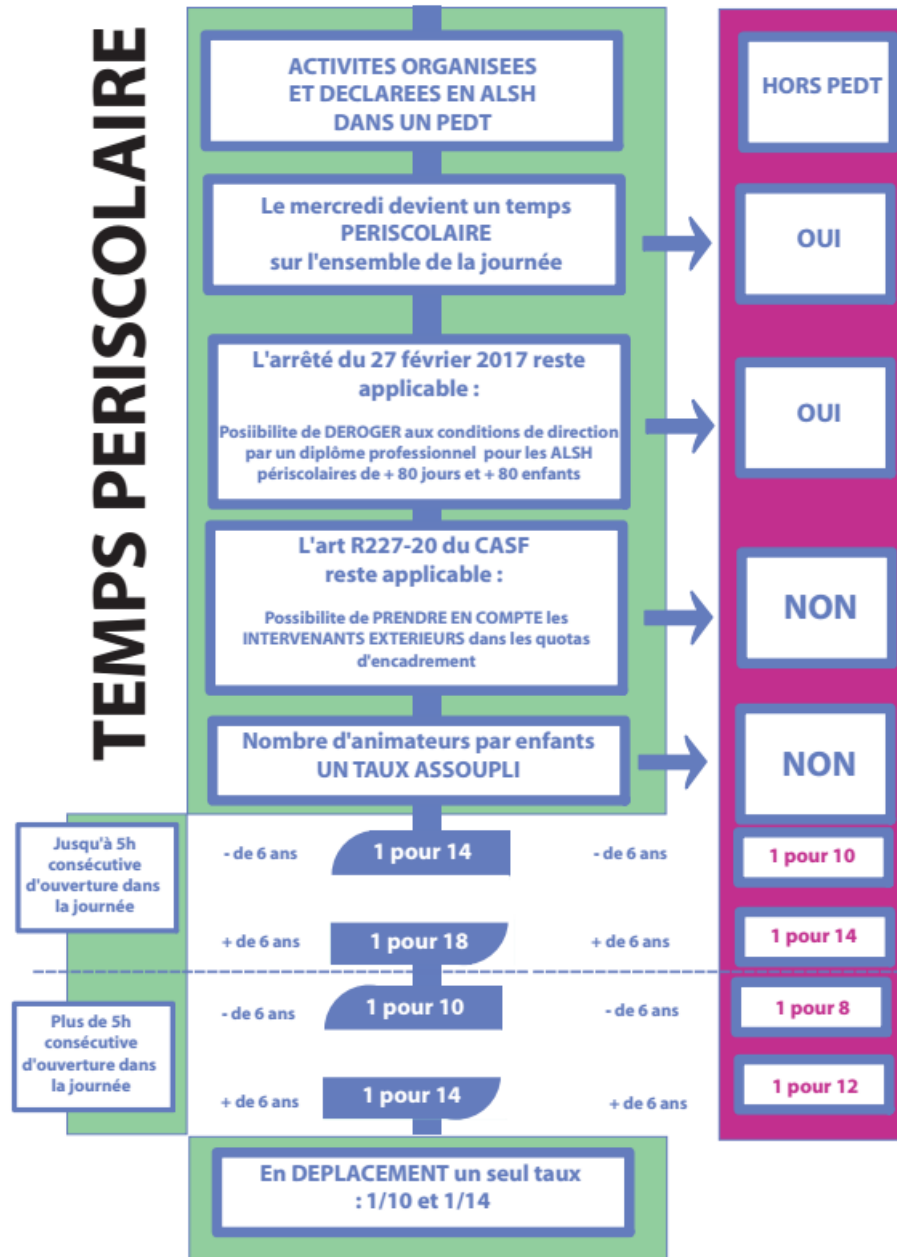 TEMPS PERISCOLAIRE
ACTIVITES ORGANISEES
ET DECLAREES EN ALSH
DANS UN PEDT
HORS PEDT
Le mercredi devient un temps
PERISCOLAIRE
sur l'ensemble de la journée
OUI
L'arrêté du 27 février 2017 reste
applicable :
Posiibilite de DEROGER aux conditions de direction
par un diplôme professionnel pour les ALSH
périscolaires de + 80 jours et + 80 enfants
OUI
L'art R227-20 du CASF
reste applicable :
Possibilite de PRENDRE EN COMPTE les
INTERVENANTS EXTERIEURS dans les quotas
d'encadrement
NON
Nombre d'animateurs par enfants
UN TAUX ASSOUPLI
NON
Jusqu'à 5h
consécutive
d'ouverture dans
la journée
- de 6 ans
1 pour 14
- de 6 ans
1 pour 10
+ de 6 ans
1 pour 18
+ de 6 ans
1 pour 14
Plus de 5h
consécutive
d'ouverture dans
la journée
- de 6 ans
1 pour 10
- de 6 ans
1 pour 8
+ de 6 ans
1 pour 14
+ de 6 ans
1 pour 12
En DEPLACEMENT un seul taux
: 1/10 et 1/14